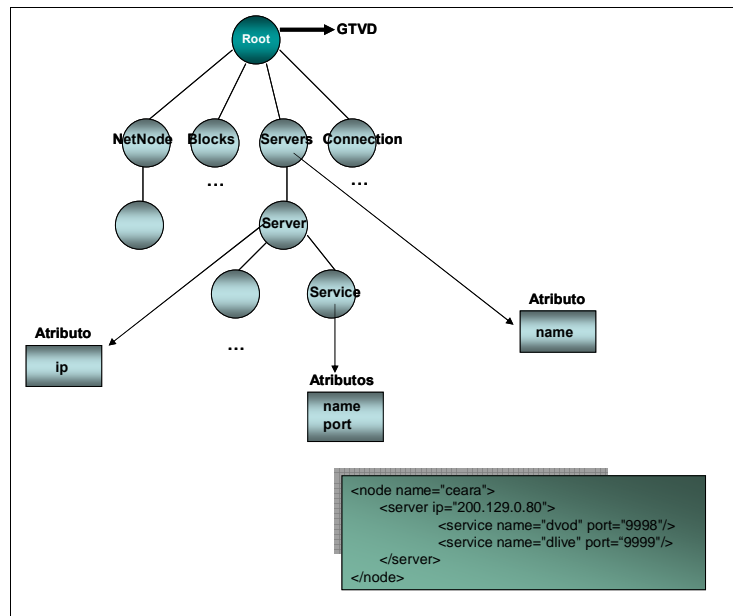 Root
GTVD
NetNode
Blocks
Servers
Connection
...
...
Server
Service
...
Atributo
ip
Atributos
name
port
Atributo
name
<node name="ceara">
<server ip="200.129.0.80">
<service name="dvod" port="9998"/>
<service name="dlive" port=“9999"/>
</server>
</node>